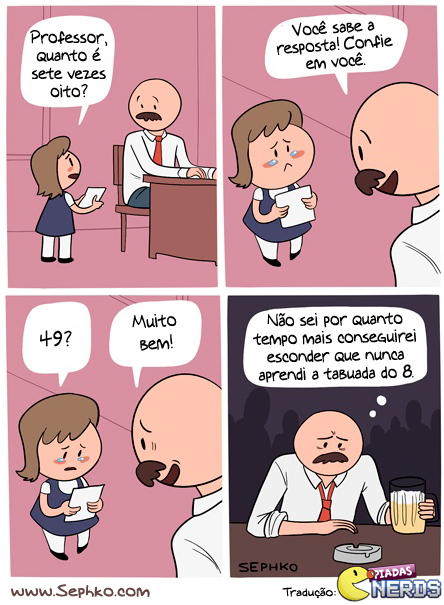 Professor,
quanto é
sete vezes
oito?
Você sabe a
resposta! Confie
em você.
49?
Muito
bem!
Não sei por quanto
tempo mais conseguirei
esconder que nunca
aprendi a tabuada do 8.
SEPHKO
www.Sephko.com
Tradução:
PIADAS
NERDS